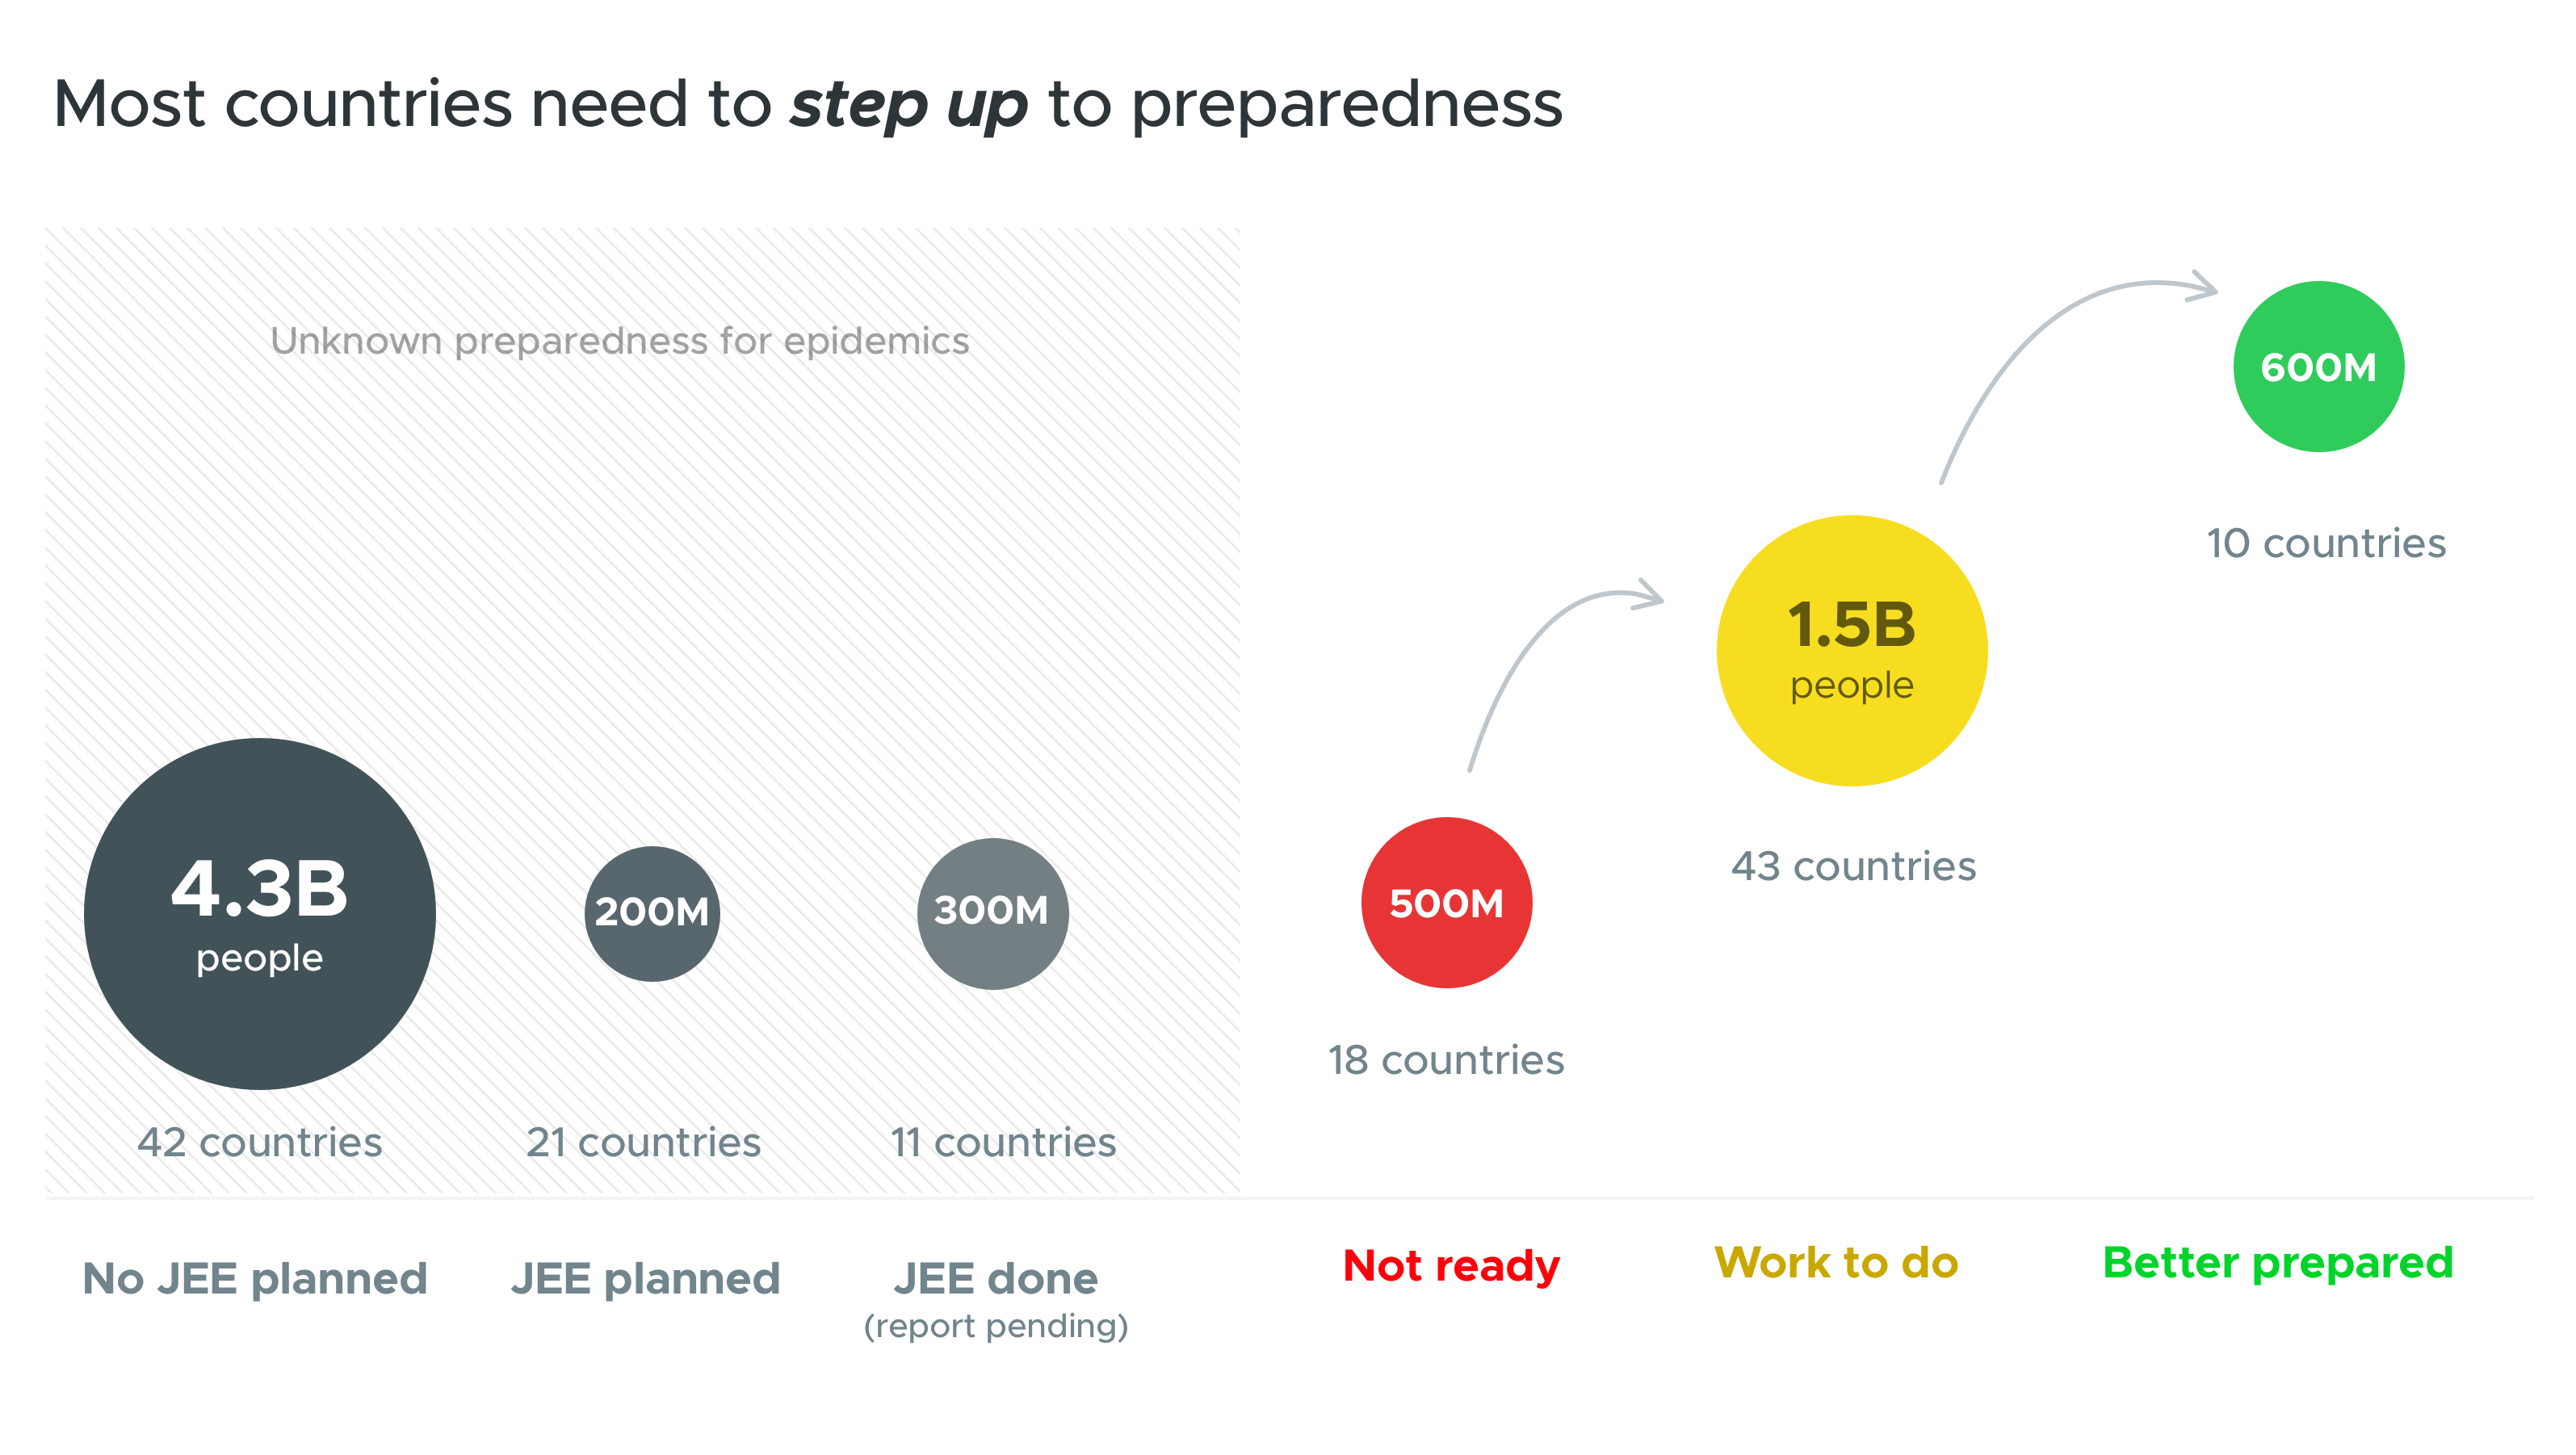 Most countries need to step up to preparedness
Unknown preparedness for epidemics
4.3B
people
42 countries
No JEE planned
200M
21 countries
JEE planned
300M
11 countries
JEE done
(report pending)
500M
18 countries
Not ready
1.5B
people
43 countries
Work to do
600M
10 countries
Better prepared